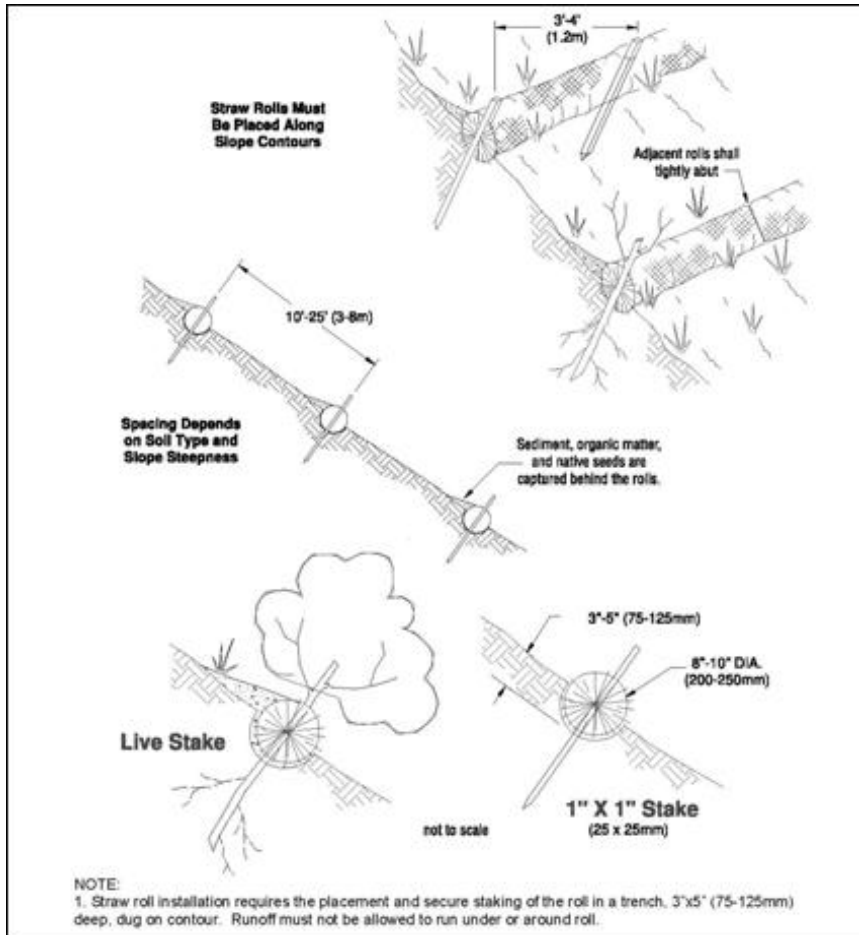 3'-4'
(1.2m)
Straw Rolls Must
Be Placed Along
Slope Contours
Adjacent rolls shall
tightly abut
10'-25' (3-8m)
Spacing Depends
on Soil Type and
Slope Steepness
Sediment, organic matter,
and native seeds are
captured behind the rolls.
3"-5" (75-125mm)
8"-10" DIA.
(200-250mm)
Live Stake
1" X 1" Stake
(25 x 25mm)
not to scale
NOTE:
1. Straw roll installation requires the placement and secure staking of the roll in a trench, 3"x5" (75-125mm)
deep, dug on contour. Runoff must not be allowed to run under or around roll.